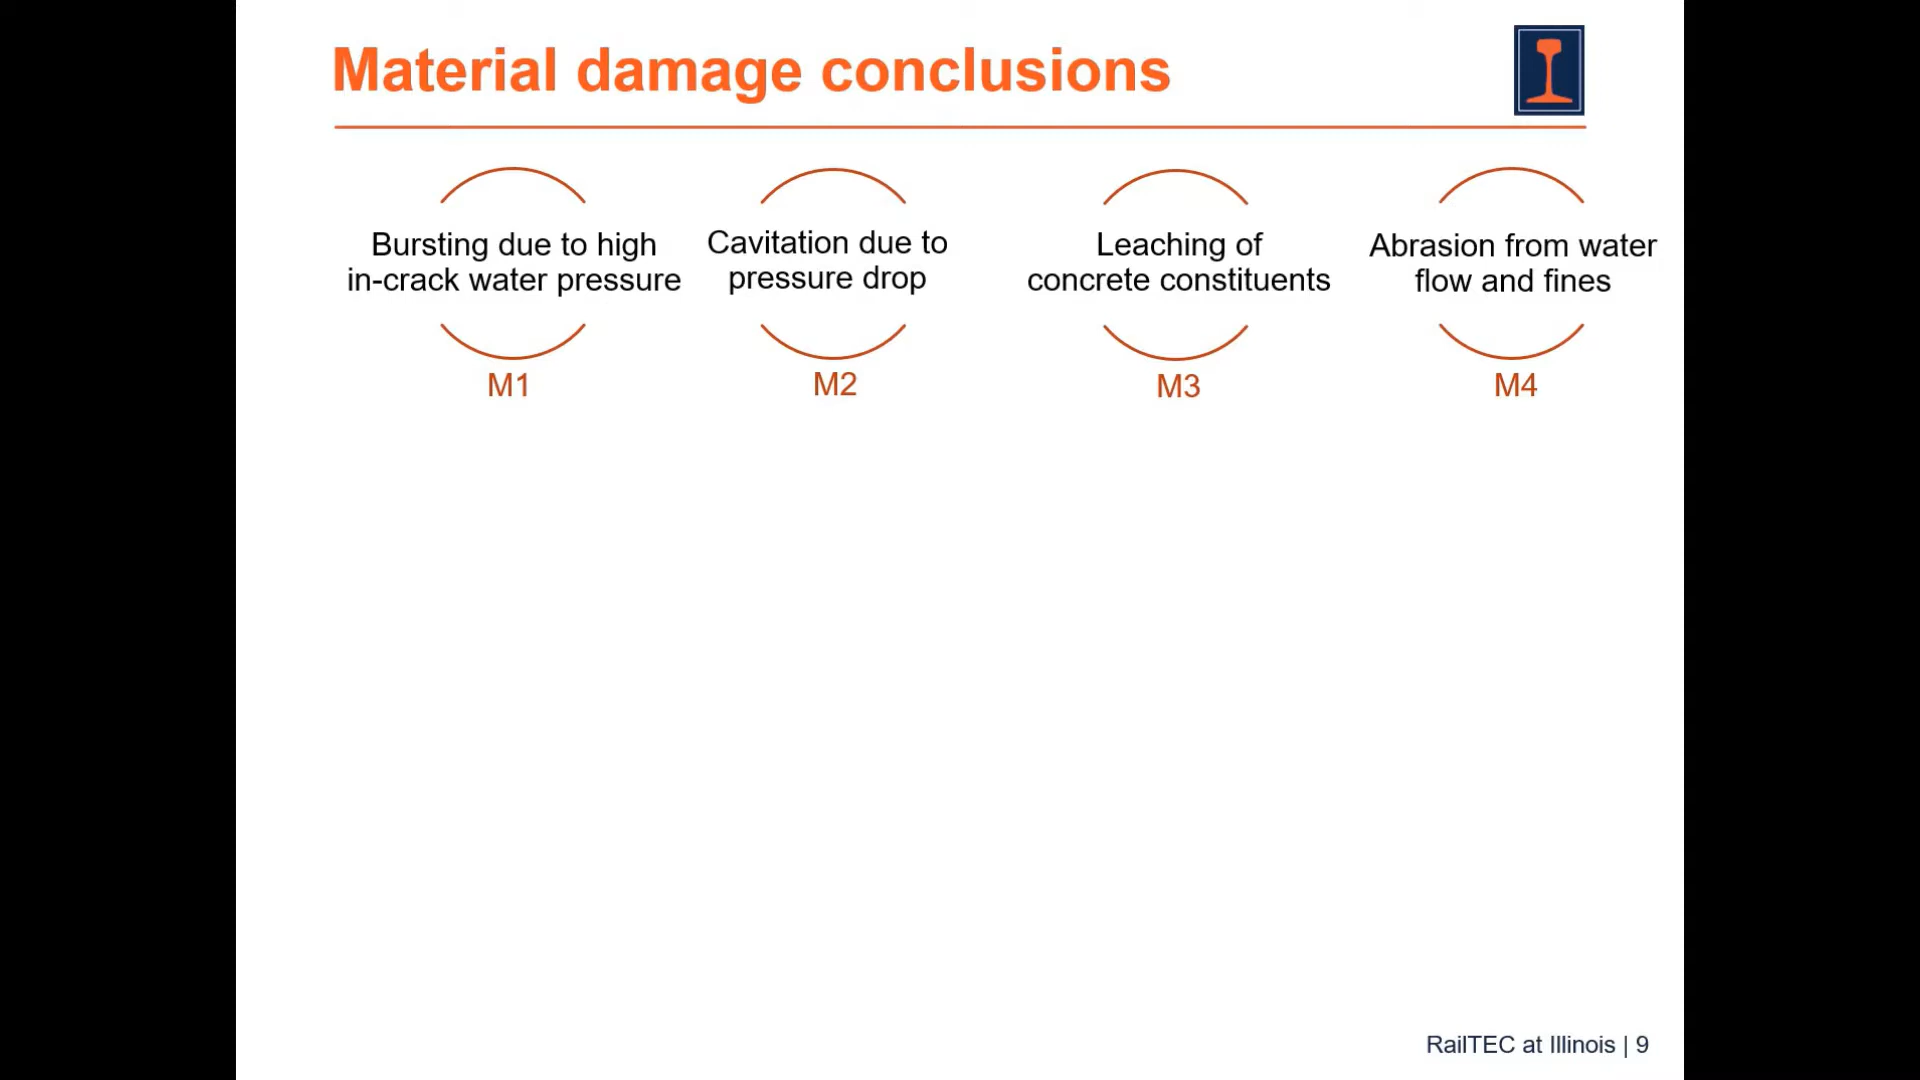 Material damage conclusions
Bursting due to high
in-crack water pressure
M1
Cavitation due to
pressure drop
M2
Leaching of
concrete constituents
M3
Abrasion from water
flow and fines
M4
RailTEC at Illinois | 9